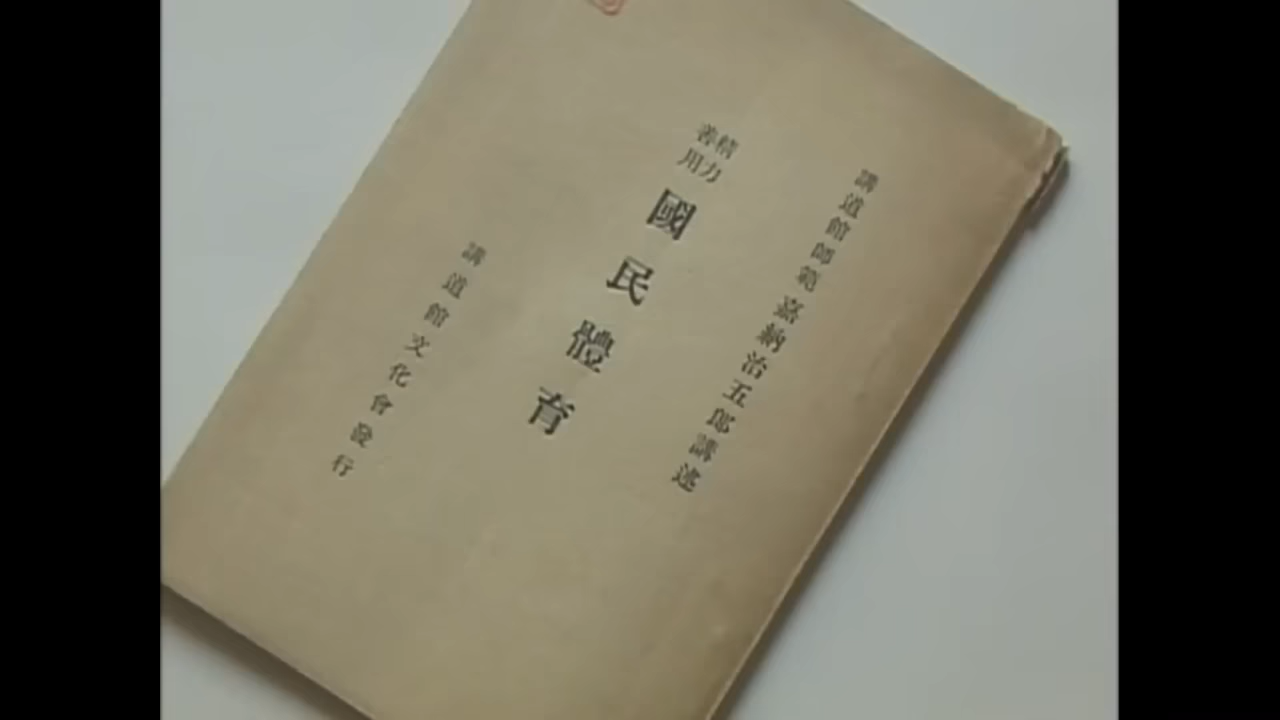 講道館師範嘉納治五郎講述
精力善用
國民體育
講道館文化會發行